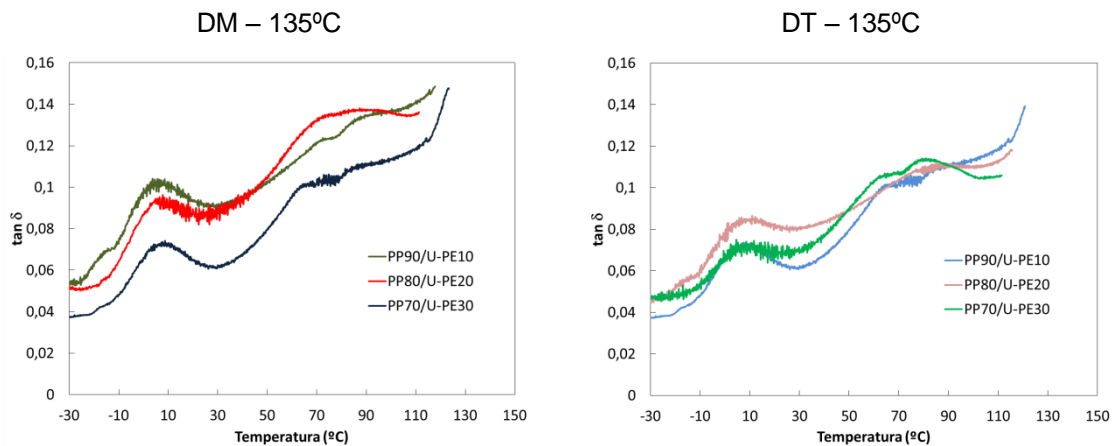 DM – 135ºC
0,16
0,14
0,12
0,1
0,08
0,06
0,04
0,02
0
tan δ
PP90/U-PE10
PP80/U-PE20
PP70/U-PE30
-30 -10 10 30 50 70 90 110 130 150
Temperatura (ºC)
DT – 135ºC
0,16
0,14
0,12
0,1
0,08
0,06
0,04
0,02
0
tan δ
PP90/U-PE10
PP80/U-PE20
PP70/U-PE30
-30 -10 10 30 50 70 90 110 130 150
Temperatura (ºC)